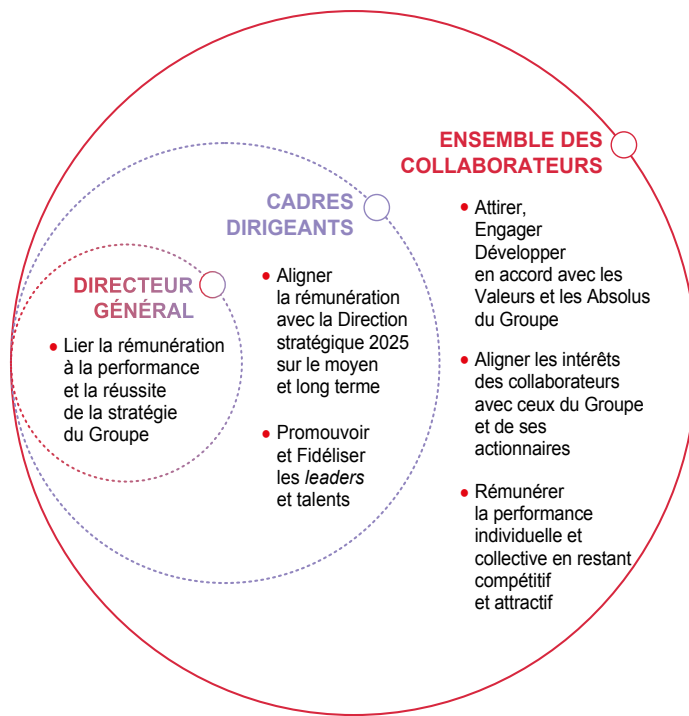 ENSEMBLE DES
COLLABORATEURS
• Attirer,
Engager
Développer
en accord avec les
Valeurs et les Absolus
du Groupe
• Aligner les intérêts
des collaborateurs
avec ceux du Groupe
et de ses
actionnaires
• Rémunérer
la performance
individuelle et
collective en restant
compétitif
et attractif
CADRES
DIRIGEANTS
• Aligner
la rémunération
avec la Direction
stratégique 2025
sur le moyen
et long terme
• Promouvoir
et Fidéliser
les leaders
et talents
DIRECTEUR
GÉNÉRAL
• Lier la rémunération
à la performance
et la réussite
de la stratégie
du Groupe